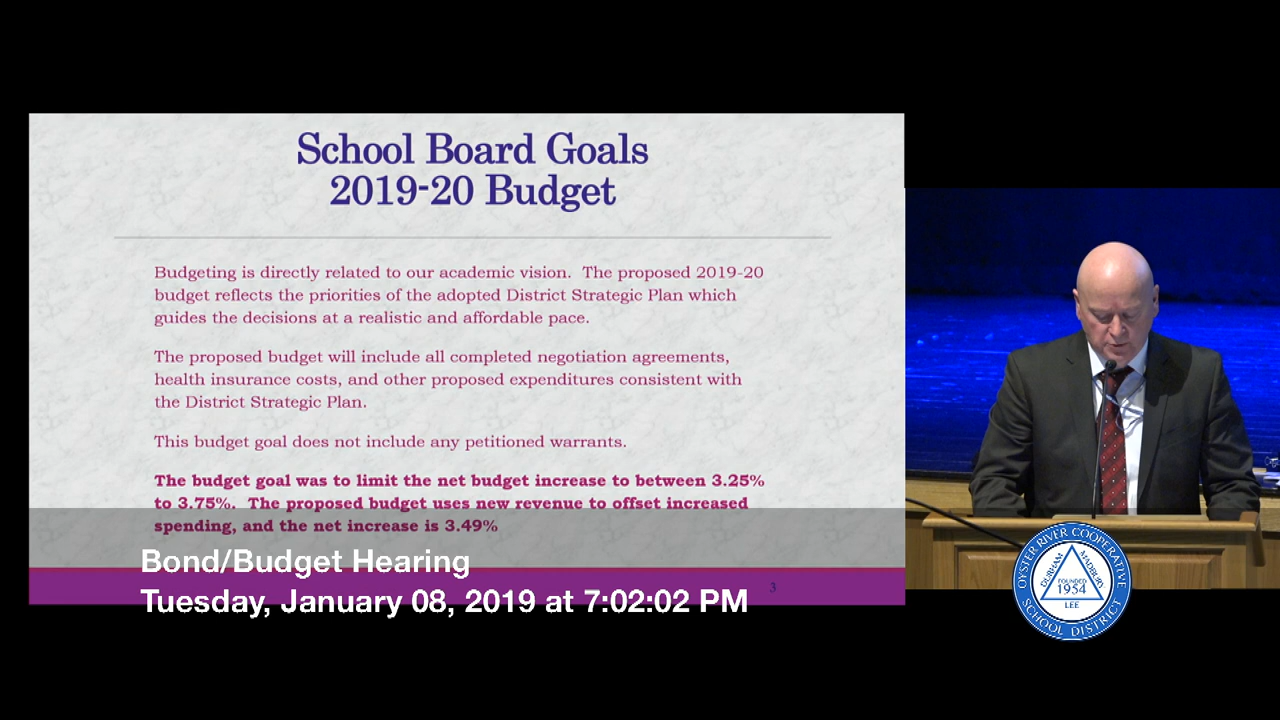 School Board Goals
2019-20 Budget
Budgeting is directly related to our academic vision.  The proposed 2019-20
budget reflects the priorities of the adopted District Strategic Plan which
guides the decisions at a realistic and affordable pace.
The proposed budget will include all completed negotiation agreements,
health insurance costs, and other proposed expenditures consistent with
the District Strategic Plan.
This budget goal does not include any petitioned warrants.
The budget goal was to limit the net budget increase to between 3.25%
to 3.75%.  The proposed budget uses new revenue to offset increased
spending, and the net increase is 3.49%
3
Bond/Budget Hearing
Tuesday, January 08, 2019 at 7:02:02 PM
OYSTER RIVER COOPERATIVE
SCHOOL DISTRICT
DURHAM
MADBURY
FOUNDED
1954
LEE